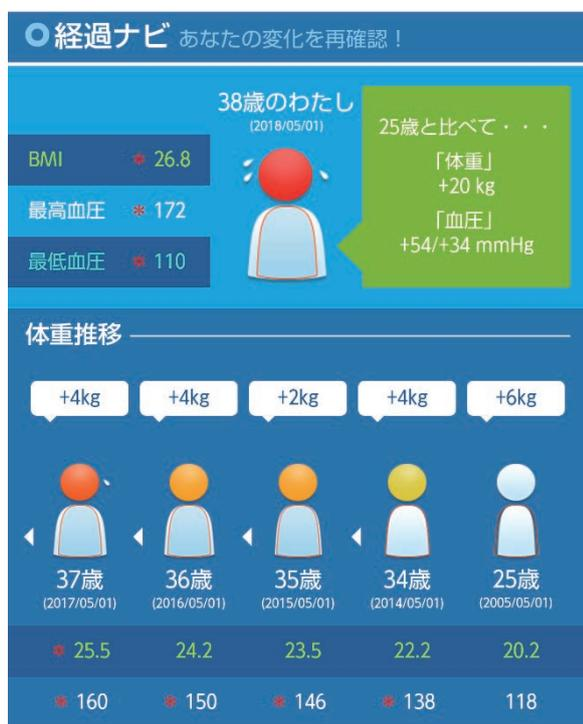 経過ナビ あなたの変化を再確認！
38歳のわたし
(2018/05/01)
BMI * 26.8
最高血圧 * 172
最低血圧 * 110
25歳と比べて・・・
「体重」
+20 kg
「血圧」
+54/+34 mmHg
体重推移
+4kg +4kg +2kg +4kg +6kg
37歳 36歳 35歳 34歳 25歳
(2017/05/01) (2016/05/01) (2015/05/01) (2014/05/01) (2005/05/01)
* 25.5 24.2 23.5 22.2 20.2
* 160 * 150 * 146 * 138 118